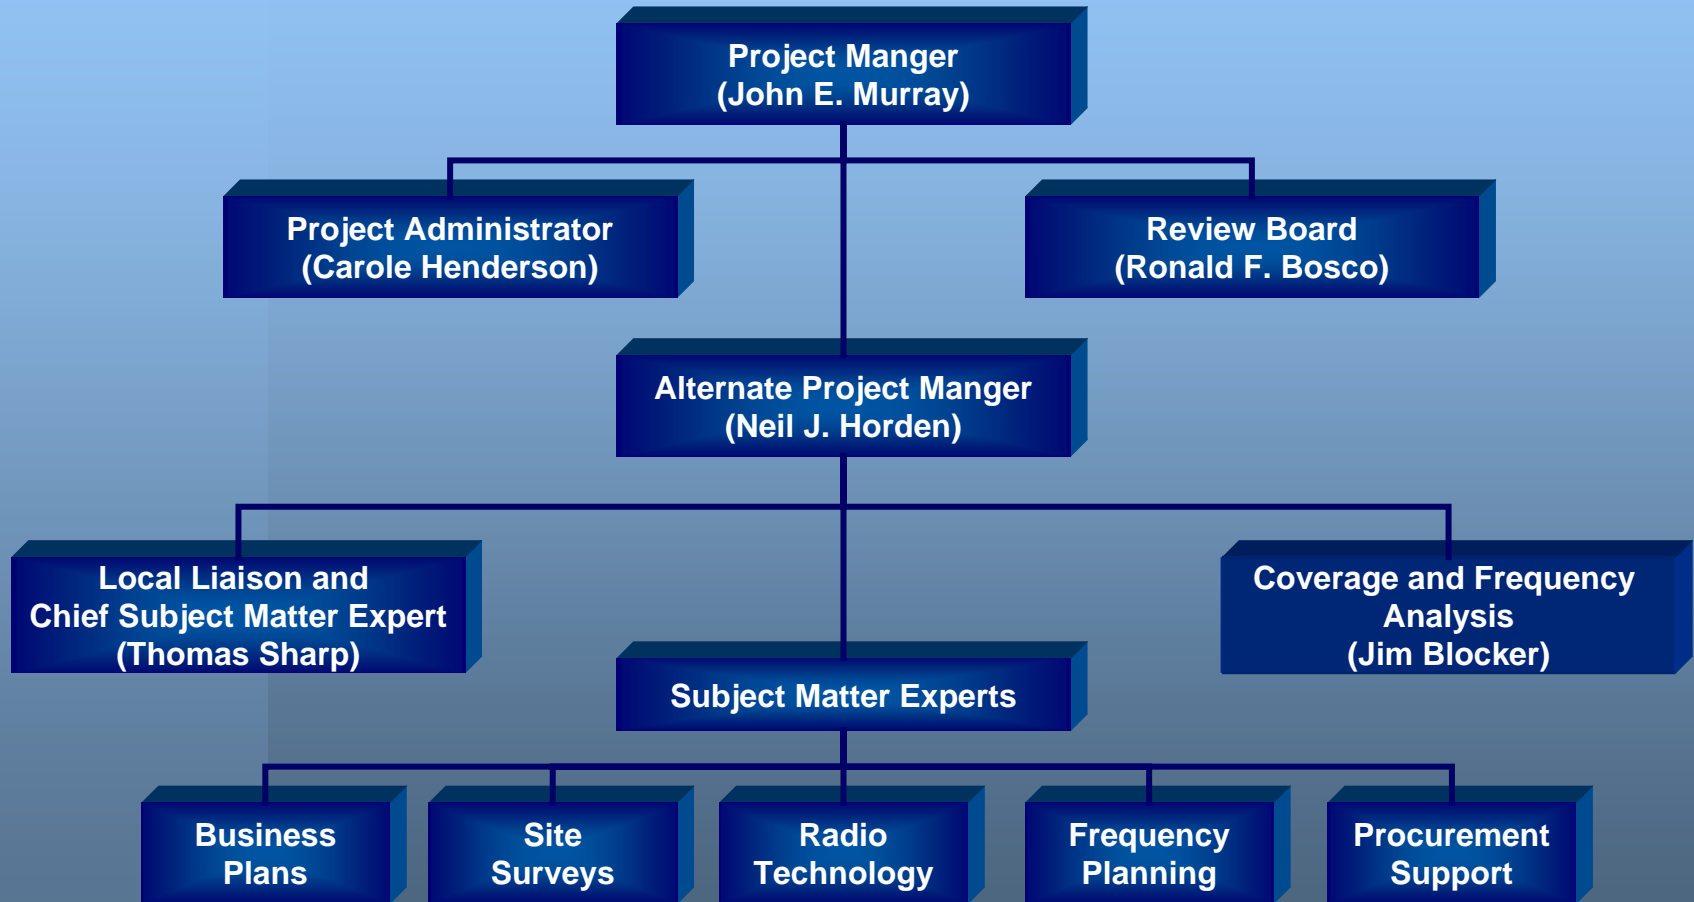 Project Manger
(John E. Murray)
Project Administrator
(Carole Henderson)
Review Board
(Ronald F. Bosco)
Alternate Project Manger
(Neil J. Horden)
Local Liaison and
Chief Subject Matter Expert
(Thomas Sharp)
Coverage and Frequency
Analysis
(Jim Blocker)
Subject Matter Experts
Business
Plans
Site
Surveys
Radio
Technology
Frequency
Planning
Procurement
Support